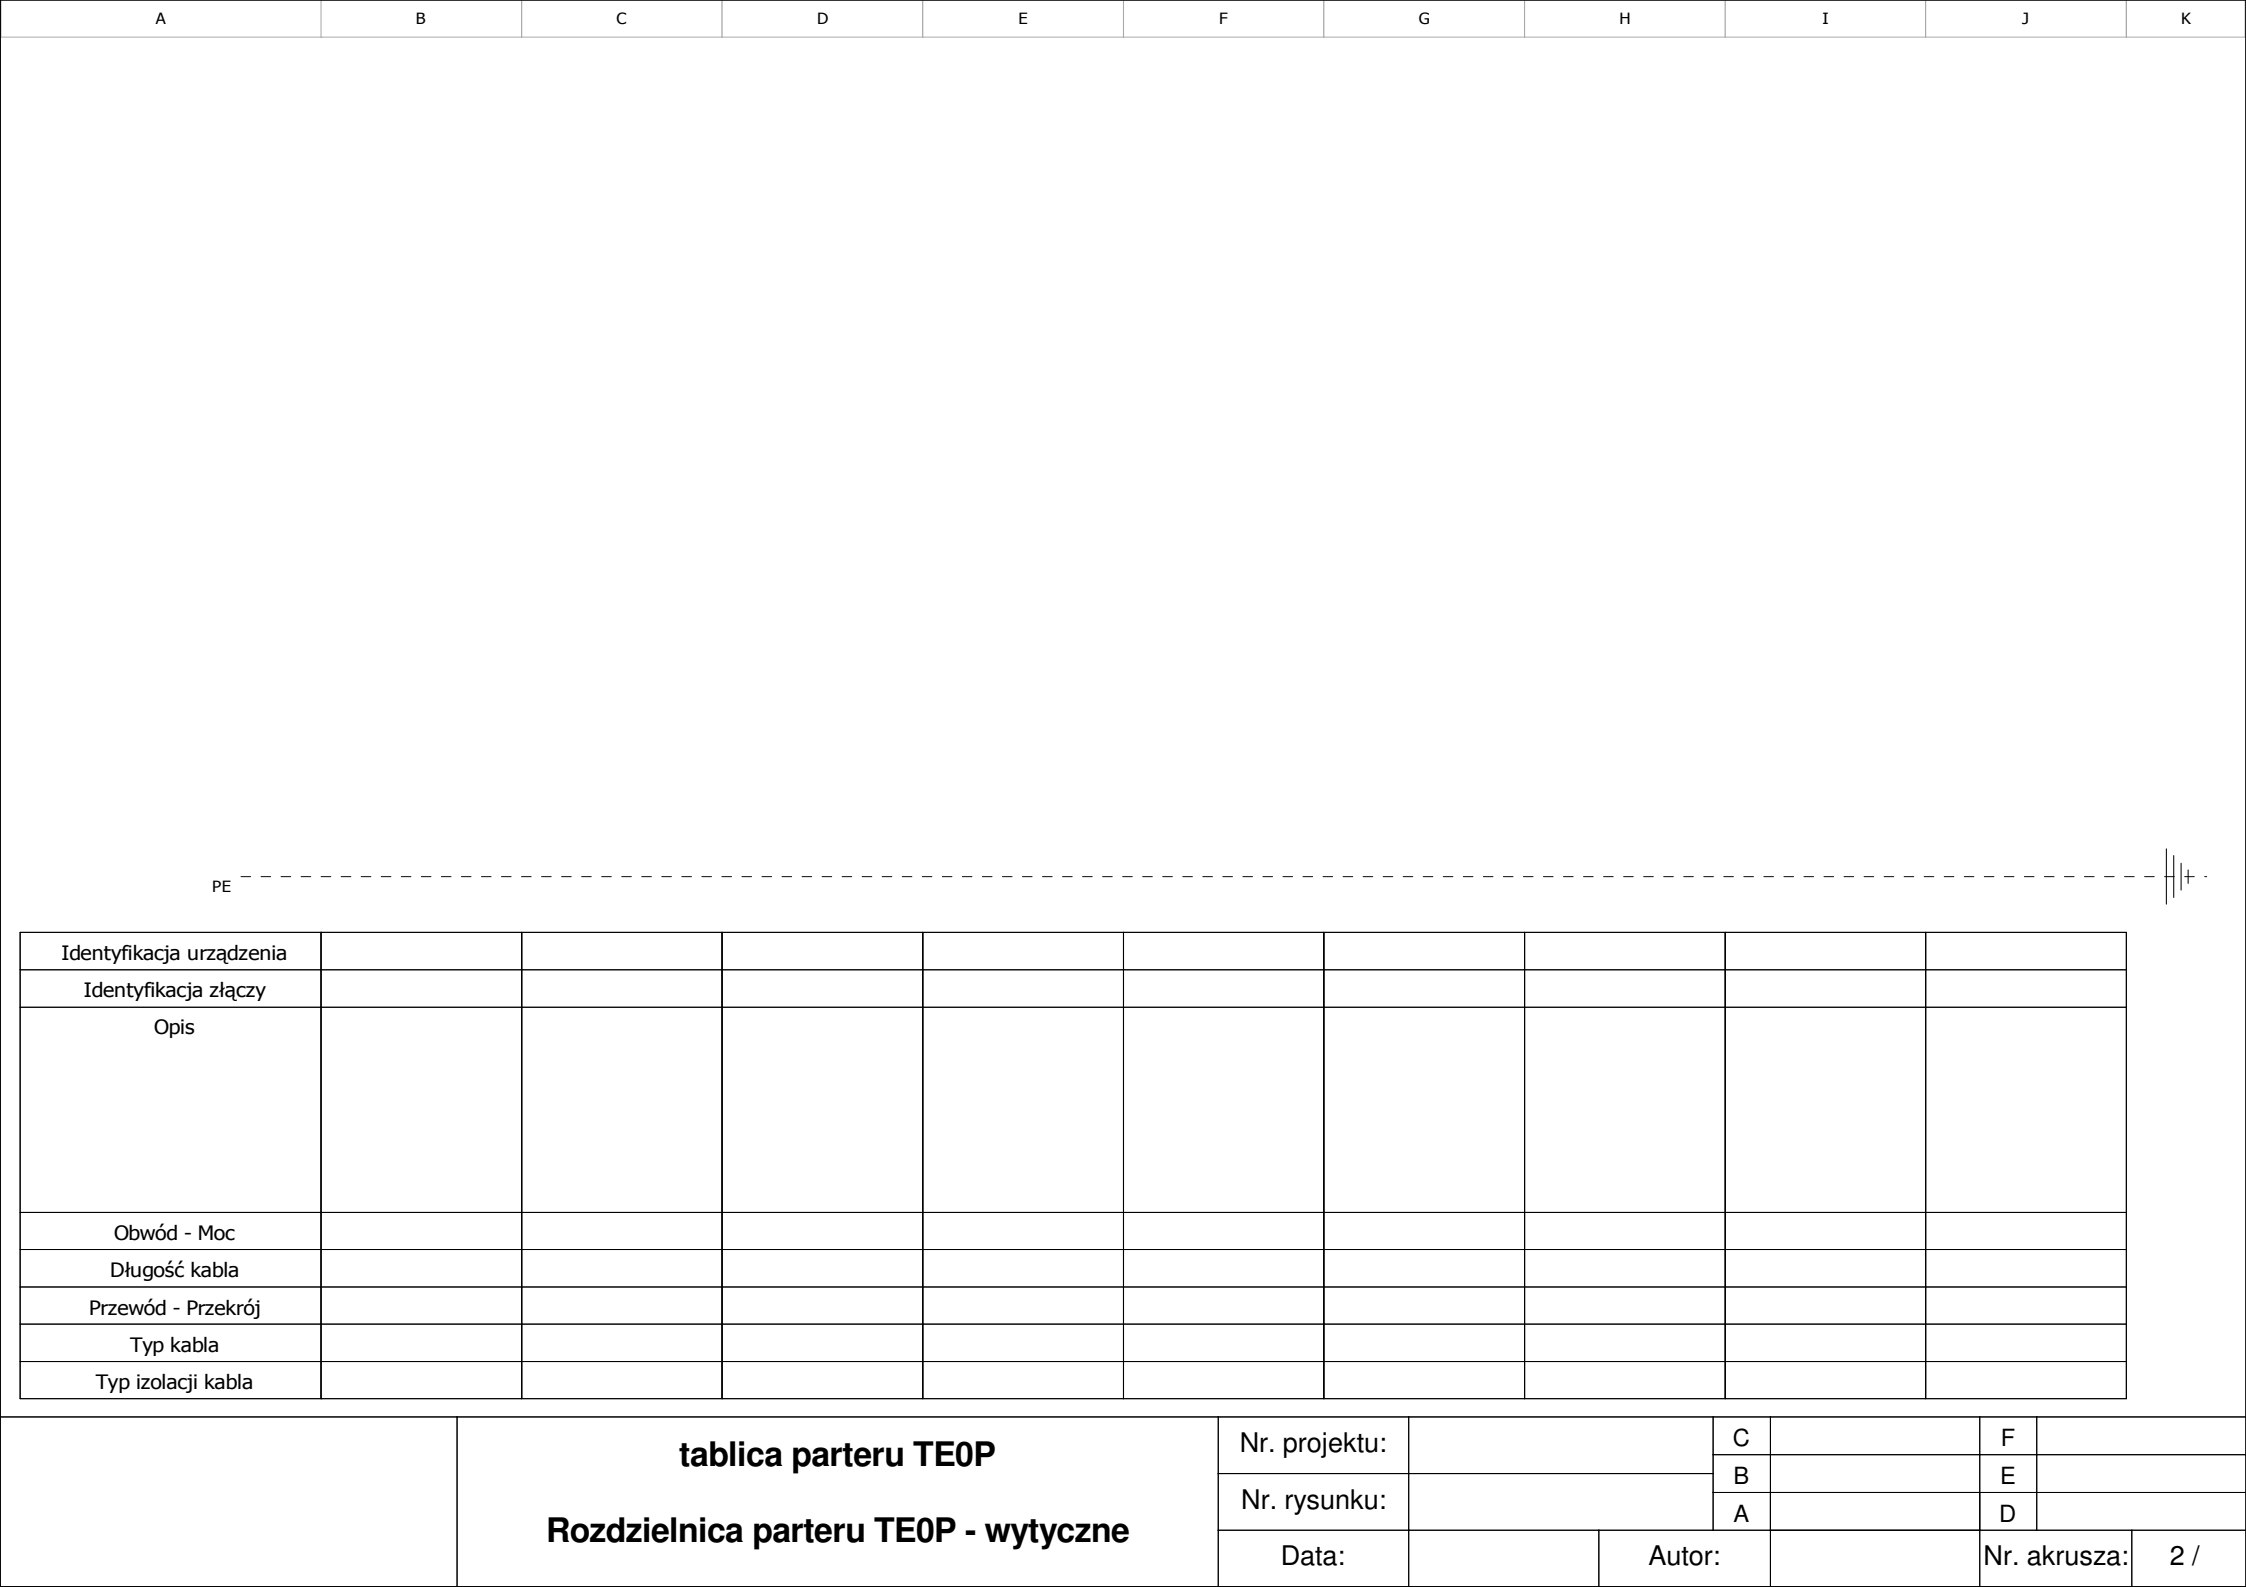 A B C D E F G H I J K
PE
Identyfikacja urządzenia
Identyfikacja złączy
Opis
Obwód - Moc
Długość kabla
Przewód - Przekrój
Typ kabla
Typ izolacji kabla
tablica parteru TE0P
Rozdzielnica parteru TE0P - wytyczne
Nr. projektu:
Nr. rysunku:
C F
B E
A D
Data: Autor: Nr. akrusza: 2 /